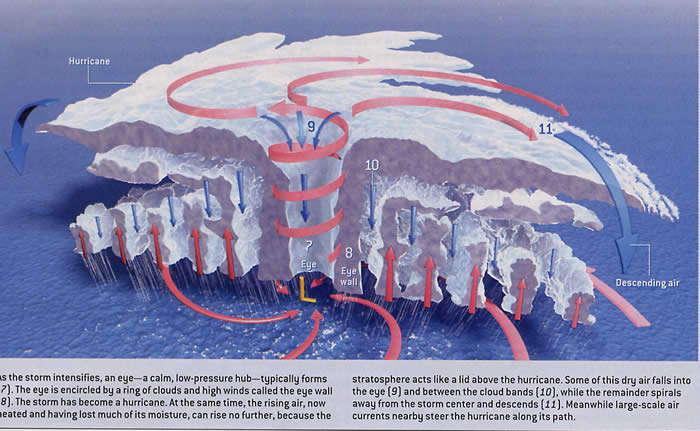 Hurricane
9
11
10
7
Eye
8
Eye
wall
L
Descending air
As the storm intensifies, an eye—a calm, low-pressure hub—typically forms
(7). The eye is encircled by a ring of clouds and high winds called the eye wall
(8). The storm has become a hurricane. At the same time, the rising air, now
heated and having lost much of its moisture, can rise no further, because the
stratosphere acts like a lid above the hurricane. Some of this dry air falls into
the eye (9) and between the cloud bands (10), while the remainder spirals
away from the storm center and descends (11). Meanwhile large-scale air
currents nearby steer the hurricane along its path.